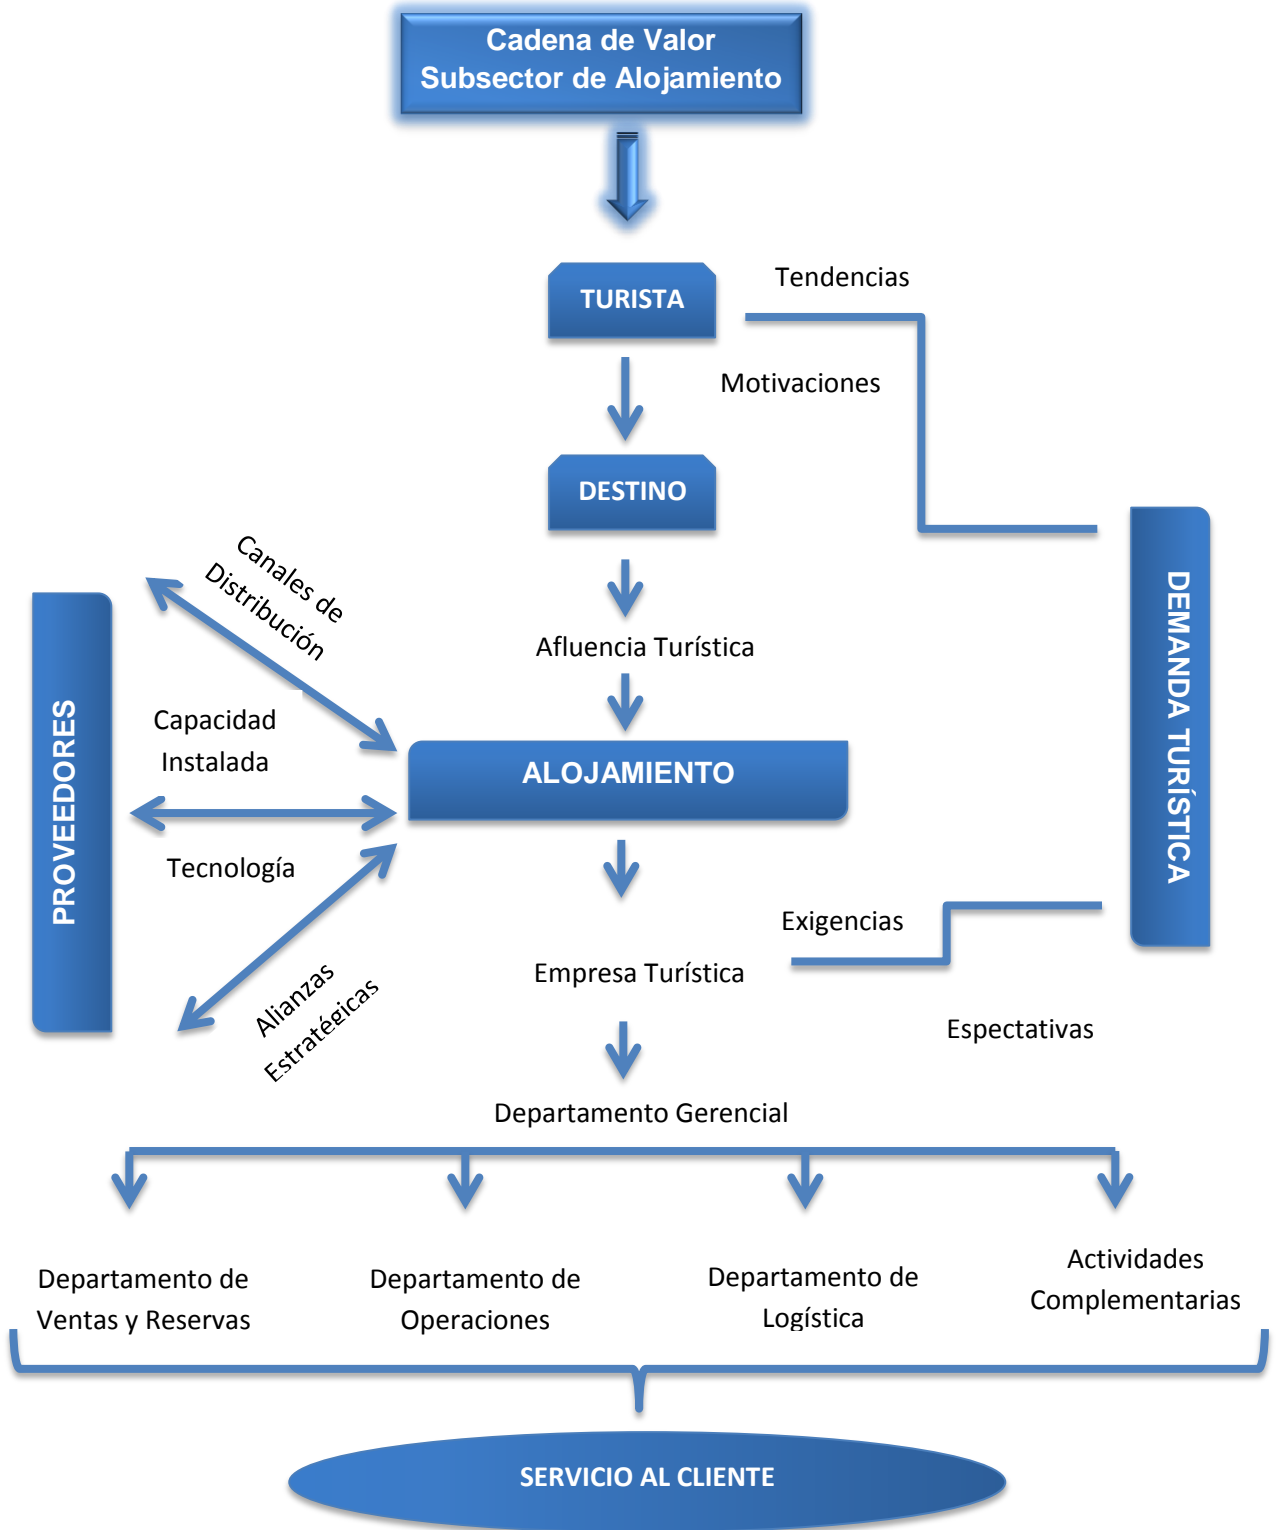 Cadena de Valor
Subsector de Alojamiento
TURISTA
Tendencias
Motivaciones
DESTINO
Canales de
Distribución
Afluencia Turística
DEMANDA TURÍSTICA
PROVEEDORES
Capacidad
Instalada
ALOJAMIENTO
Tecnología
Exigencias
Empresa Turística
Alianzas
Estratégicas
Espectativas
Departamento Gerencial
Departamento de
Ventas y Reservas
Departamento de
Operaciones
Departamento de
Logística
Actividades
Complementarias
SERVICIO AL CLIENTE